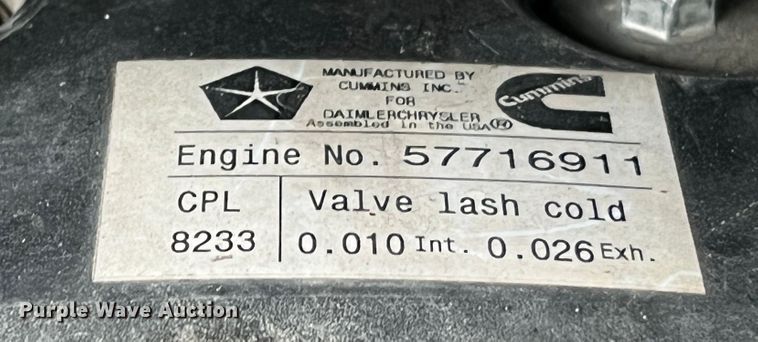 MANUFACTURED BY
CUMMINS INC.
FOR
DAIMLERCHRYSLER
Assembled in the USA ®
Cummins
Engine No. 57716911
CPL
8233
Valve lash cold
0.010 Int. 0.026 Exh.
Purple Wave Auction